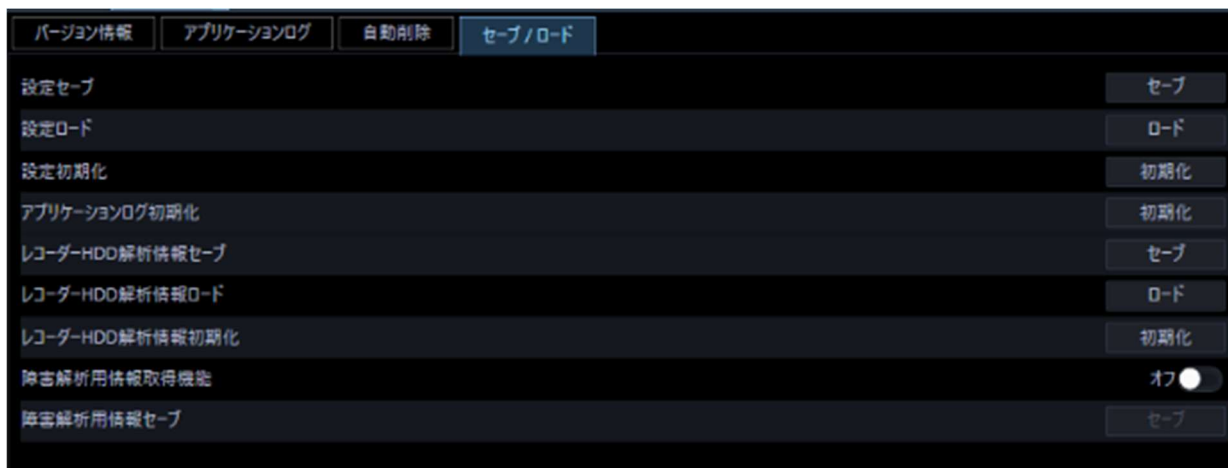 バージョン情報 アプリケーションログ 自動削除 セーブ / ロード
設定セーブ セーブ
設定ロード ロード
設定初期化 初期化
アプリケーションログ初期化 初期化
レコーダーHDD解析情報セーブ セーブ
レコーダーHDD解析情報ロード ロード
レコーダーHDD解析情報初期化 初期化
障害解析用情報取得機能 オフ
障害解析用情報セーブ セーブ